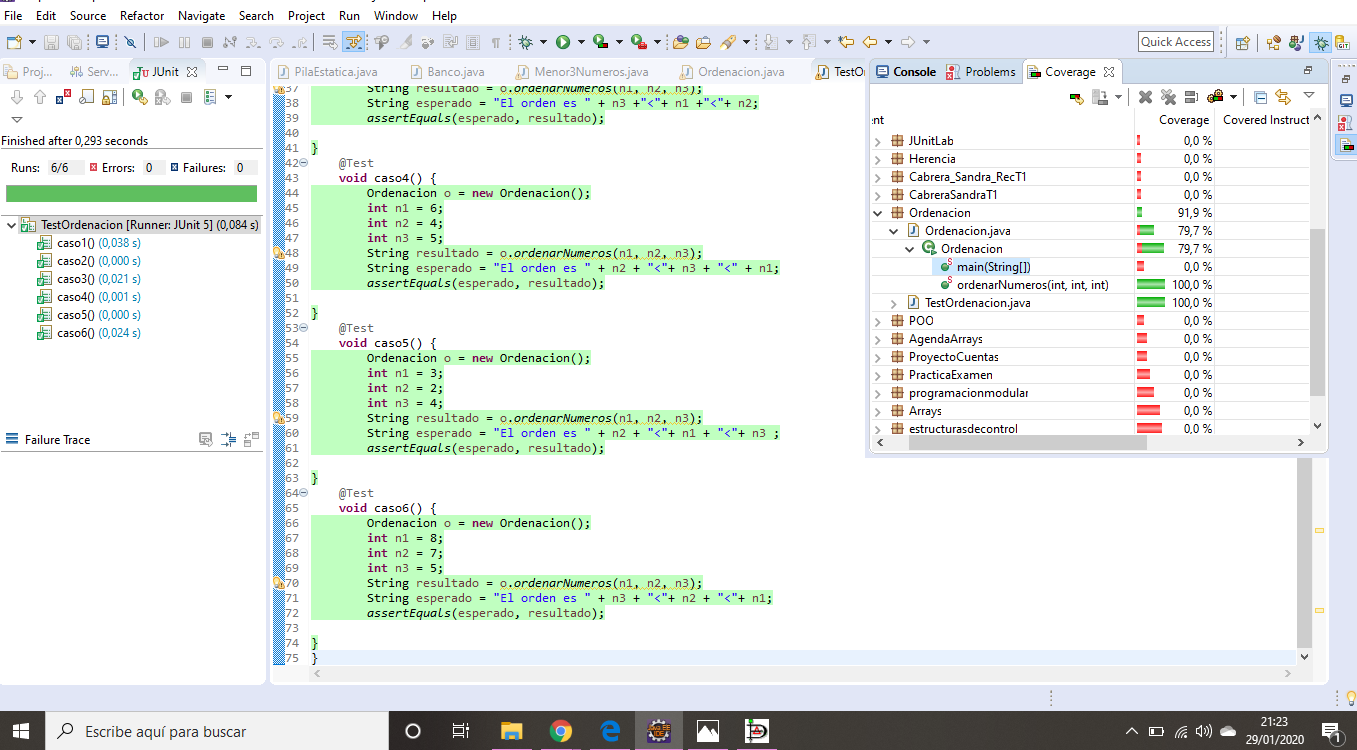 File Edit Source Refactor Navigate Search Project Run Window Help
Quick Access
Proj... Serv... JUnit
Finished after 0,293 seconds
Runs: 6/6 Errors: 0 Failures: 0
TestOrdenacion [Runner: JUnit 5] (0,084 s)
caso1() (0,038 s)
caso2() (0,000 s)
caso3() (0,021 s)
caso4() (0,001 s)
caso5() (0,000 s)
caso6() (0,024 s)
Failure Trace
PilaEstatica.java Banco.java Menor3Numeros.java Ordenacion.java TestO
37 String resultado = o.ordenarNumeros(n1, n2, n3);
38 String esperado = "El orden es " + n3 +"<"+ n1 +"<"+ n2;
39 assertEquals(esperado, resultado);
40
41 }
42 @Test
43 void caso4() {
44 Ordenacion o = new Ordenacion();
45 int n1 = 6;
46 int n2 = 4;
47 int n3 = 5;
48 String resultado = o.ordenarNumeros(n1, n2, n3);
49 String esperado = "El orden es " + n2 + "<"+ n3 + "<" + n1;
50 assertEquals(esperado, resultado);
51
52 }
53 @Test
54 void caso5() {
55 Ordenacion o = new Ordenacion();
56 int n1 = 3;
57 int n2 = 2;
58 int n3 = 4;
59 String resultado = o.ordenarNumeros(n1, n2, n3);
60 String esperado = "El orden es " + n2 + "<"+ n1 + "<"+ n3 ;
61 assertEquals(esperado, resultado);
62
63 }
64 @Test
65 void caso6() {
66 Ordenacion o = new Ordenacion();
67 int n1 = 8;
68 int n2 = 7;
69 int n3 = 5;
70 String resultado = o.ordenarNumeros(n1, n2, n3);
71 String esperado = "El orden es " + n3 + "<"+ n2 + "<"+ n1;
72 assertEquals(esperado, resultado);
73
74 }
75 }
Console Problems Coverage
ent Coverage Covered Instruct
JUnitLab 0,0 %
Herencia 0,0 %
Cabrera_Sandra_RecT1 0,0 %
CabreraSandraT1 0,0 %
Ordenacion 91,9 %
Ordenacion.java 79,7 %
Ordenacion 79,7 %
main(String[]) 0,0 %
ordenarNumeros(int, int, int) 100,0 %
TestOrdenacion.java 100,0 %
POO 0,0 %
AgendaArrays 0,0 %
ProyectoCuentas 0,0 %
PracticaExamen 0,0 %
programacionmodular 0,0 %
Arrays 0,0 %
estructurasdecontrol 0,0 %
Escribe aquí para buscar
21:23
29/01/2020
1